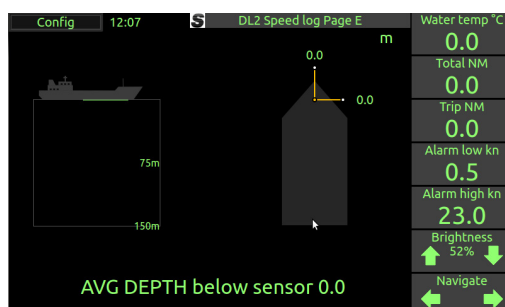 Config 12:07 S DL2 Speed log Page E
m
0.0
0.0
75m
150m
AVG DEPTH below sensor 0.0
Water temp °C
0.0
Total NM
0.0
Trip NM
0.0
Alarm low kn
0.5
Alarm high kn
23.0
Brightness
52%
Navigate